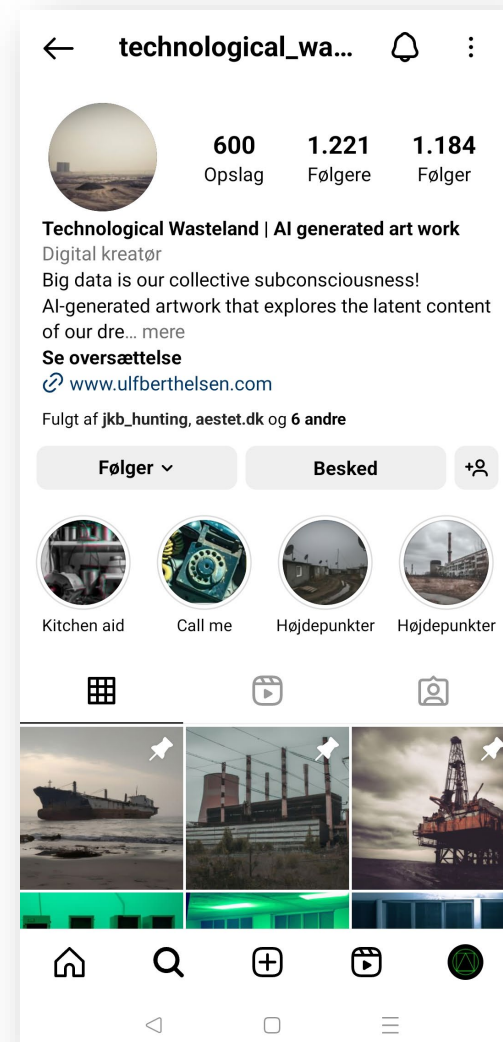 technological_wa...
600 1.221 1.184
Opslag Følgere Følger
Technological Wasteland | AI generated art work
Digital kreatør
Big data is our collective subconsciousness!
AI-generated artwork that explores the latent content
of our dre... mere
Se oversættelse
www.ulfberthelsen.com
Fulgt af jkb_hunting, aestet.dk og 6 andre
Følger Besked
Kitchen aid Call me Højdepunkter Højdepunkter